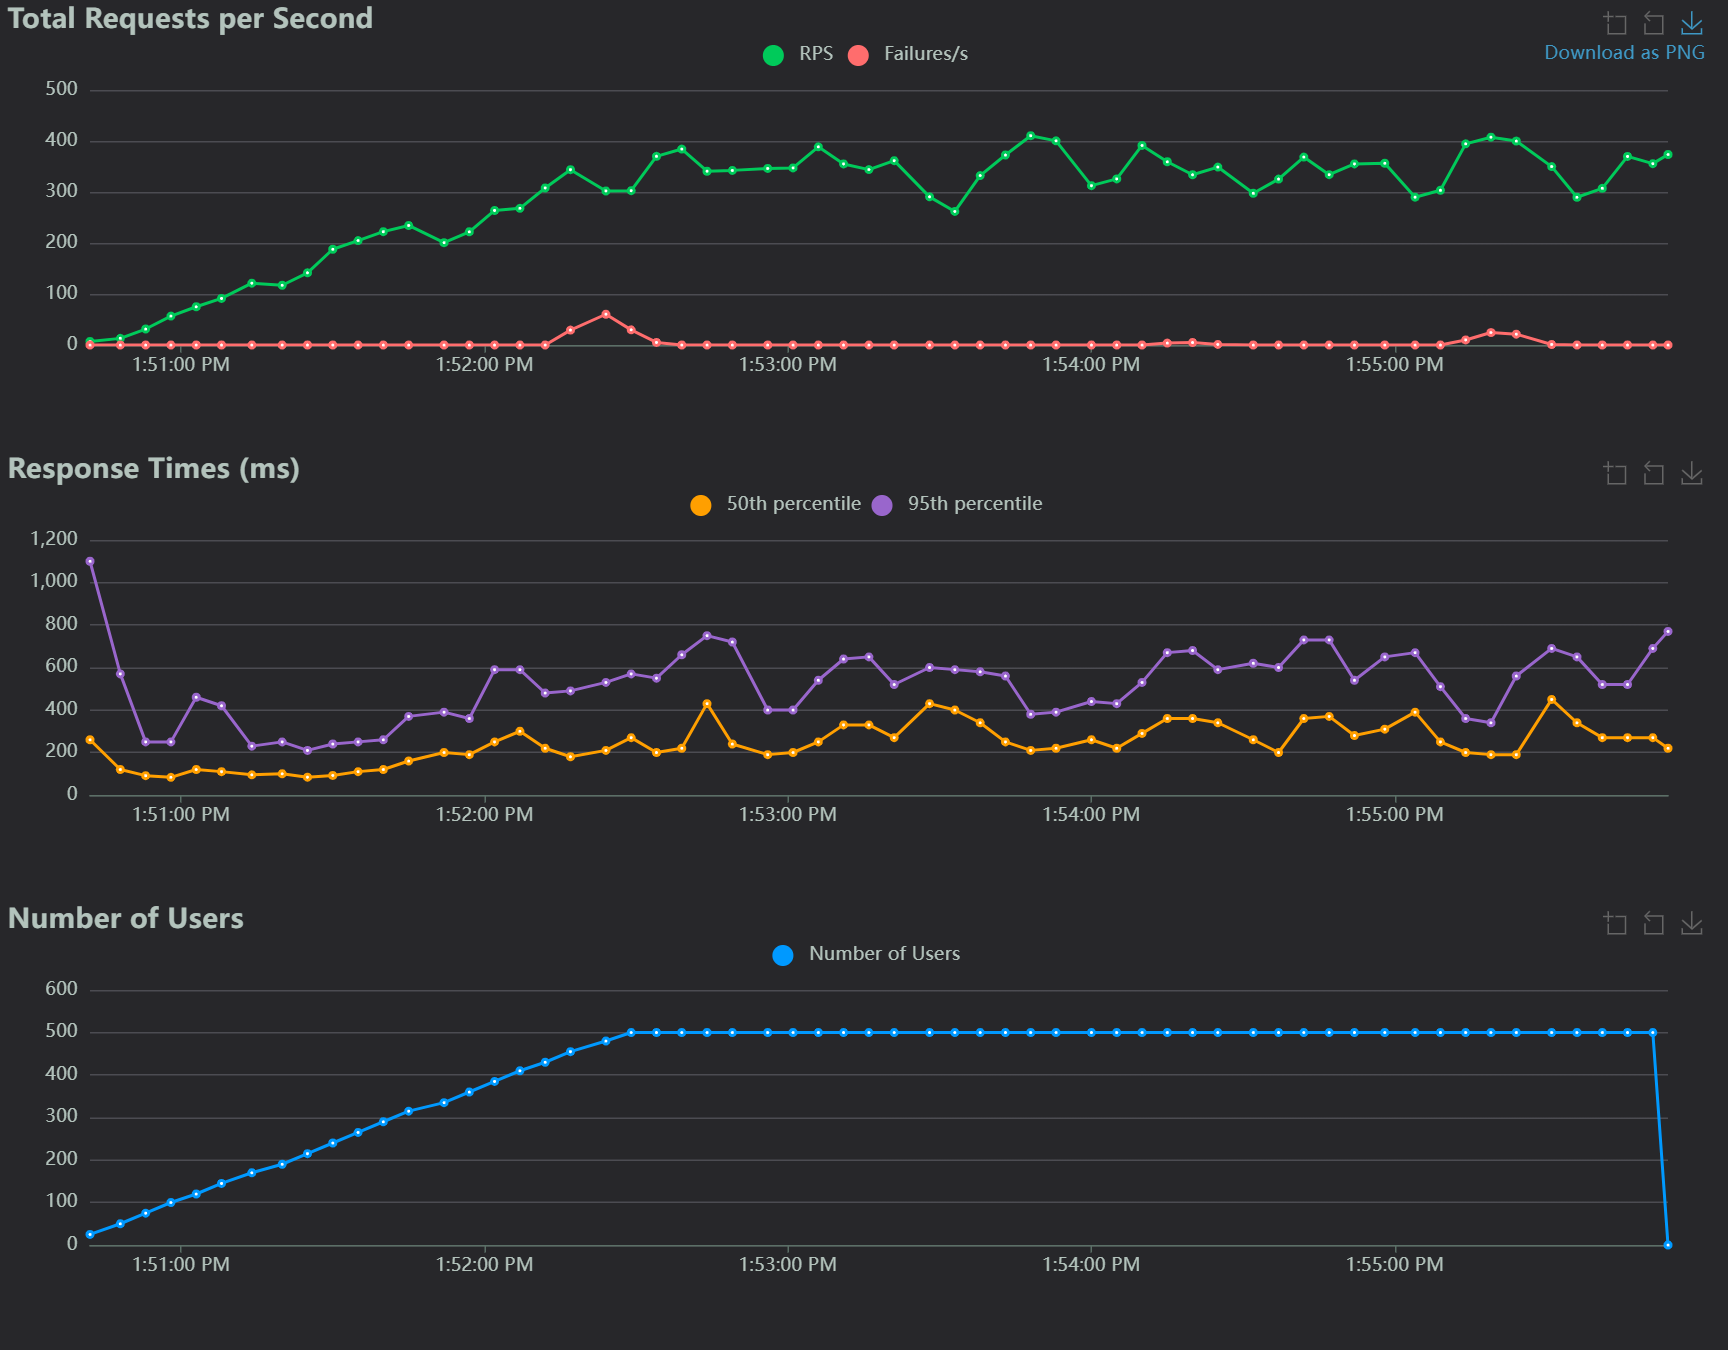 Total Requests per Second
Download as PNG
RPS Failures/s
500
400
300
200
100
0
1:51:00 PM 1:52:00 PM 1:53:00 PM 1:54:00 PM 1:55:00 PM
Response Times (ms)
50th percentile 95th percentile
1,200
1,000
800
600
400
200
0
1:51:00 PM 1:52:00 PM 1:53:00 PM 1:54:00 PM 1:55:00 PM
Number of Users
Number of Users
600
500
400
300
200
100
0
1:51:00 PM 1:52:00 PM 1:53:00 PM 1:54:00 PM 1:55:00 PM